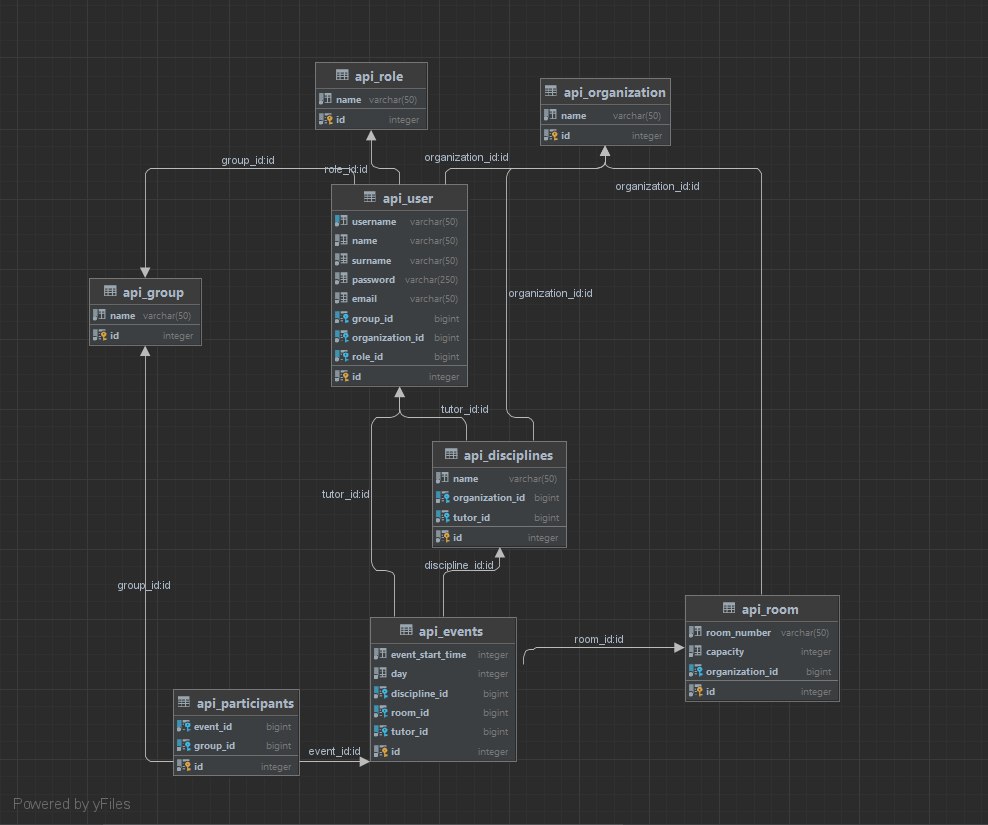 api_role
name varchar(50)
id integer
api_organization
name varchar(50)
id integer
group_id:id
role_id:id
organization_id:id
organization_id:id
api_user
username varchar(50)
name varchar(50)
surname varchar(50)
password varchar(250)
email varchar(50)
group_id bigint
organization_id bigint
role_id bigint
id integer
api_group
name varchar(50)
id integer
organization_id:id
tutor_id:id
api_disciplines
name varchar(50)
organization_id bigint
tutor_id bigint
id integer
tutor_id:id
discipline_id:id
group_id:id
api_events
event_start_time integer
day integer
discipline_id bigint
room_id bigint
tutor_id bigint
id integer
room_id:id
api_room
room_number varchar(50)
capacity integer
organization_id bigint
id integer
api_participants
event_id bigint
group_id bigint
id integer
event_id:id
Powered by yFiles